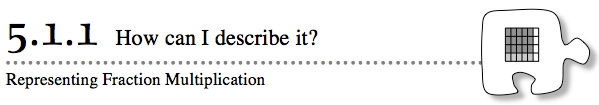 5.1.1 How can I describe it?
Representing Fraction Multiplication